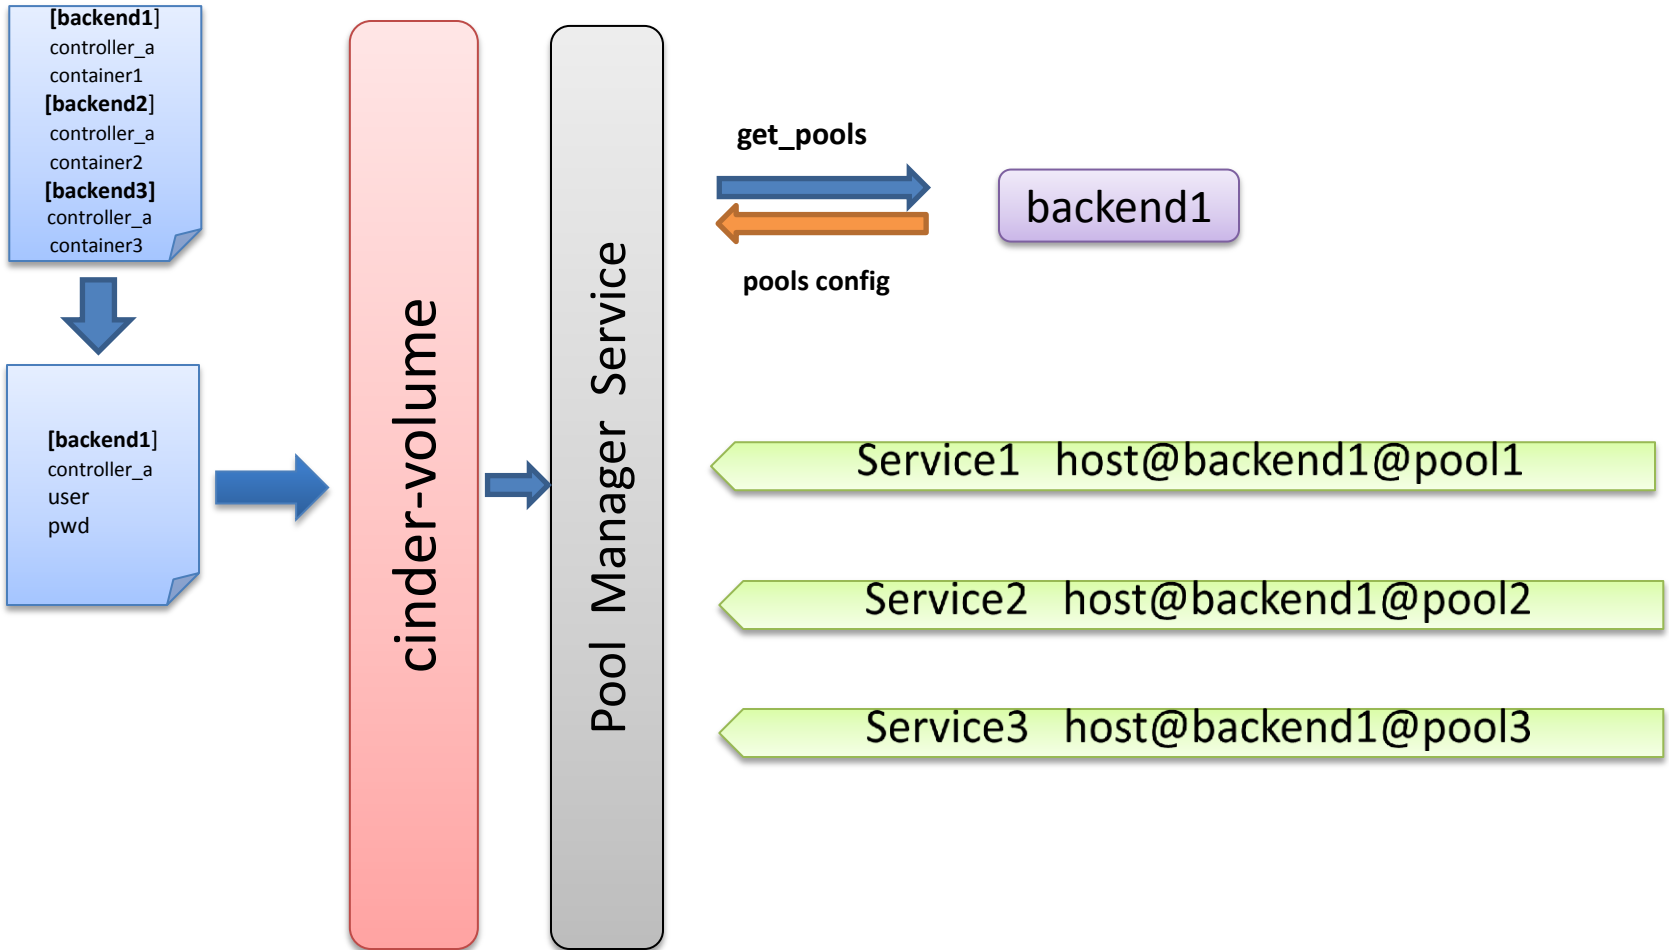 [backend1]
controller_a
container1
[backend2]
controller_a
container2
[backend3]
controller_a
container3
[backend1]
controller_a
user
pwd
cinder-volume
Pool Manager Service
get_pools
backend1
pools config
Service1 host@backend1@pool1
Service2 host@backend1@pool2
Service3 host@backend1@pool3